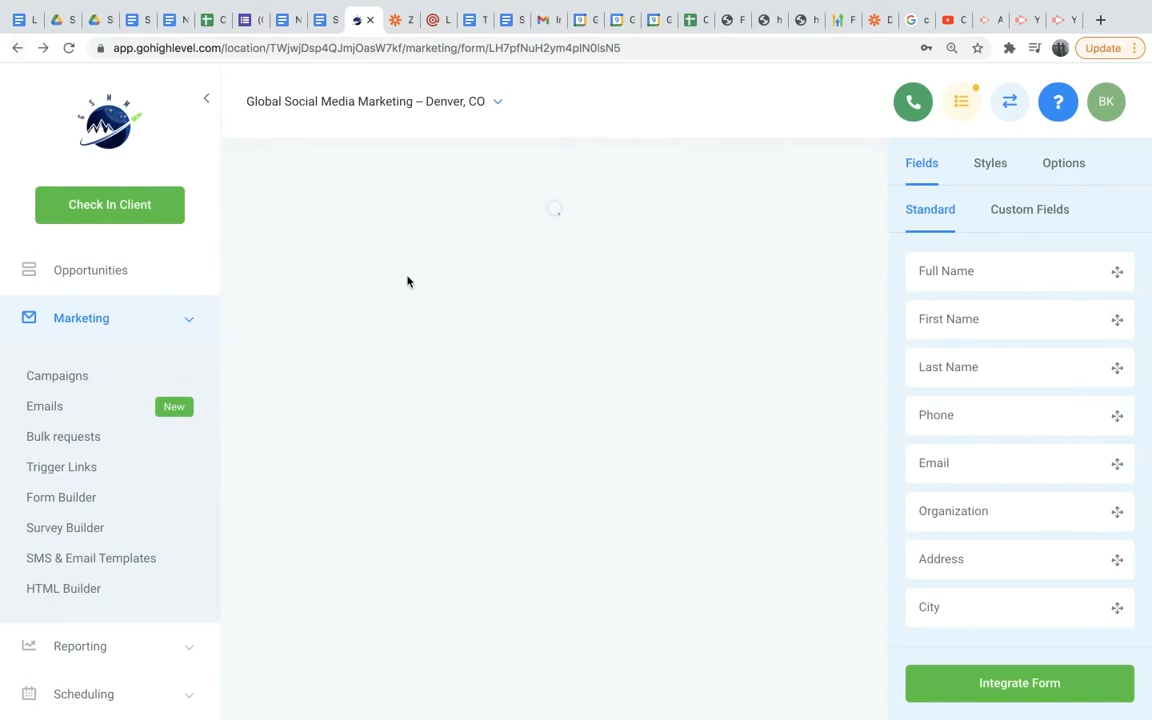 L
S
S
S
N
C
(
N
S
Z
L
T
S
Ir
G
G
G
C
F
h
h
F
D
c
C
A
Y
Y
app.gohighlevel.com/location/TWjwjDsp4QJmjOasW7kf/marketing/form/LH7pfNuH2ym4pIN0lsN5
Update
G S M M
Global Social Media Marketing -- Denver, CO
?
BK
Check In Client
Opportunities
Marketing
Campaigns
Emails
New
Bulk requests
Trigger Links
Form Builder
Survey Builder
SMS & Email Templates
HTML Builder
Reporting
Scheduling
Fields
Styles
Options
Standard
Custom Fields
Full Name
First Name
Last Name
Phone
Email
Organization
Address
City
Integrate Form